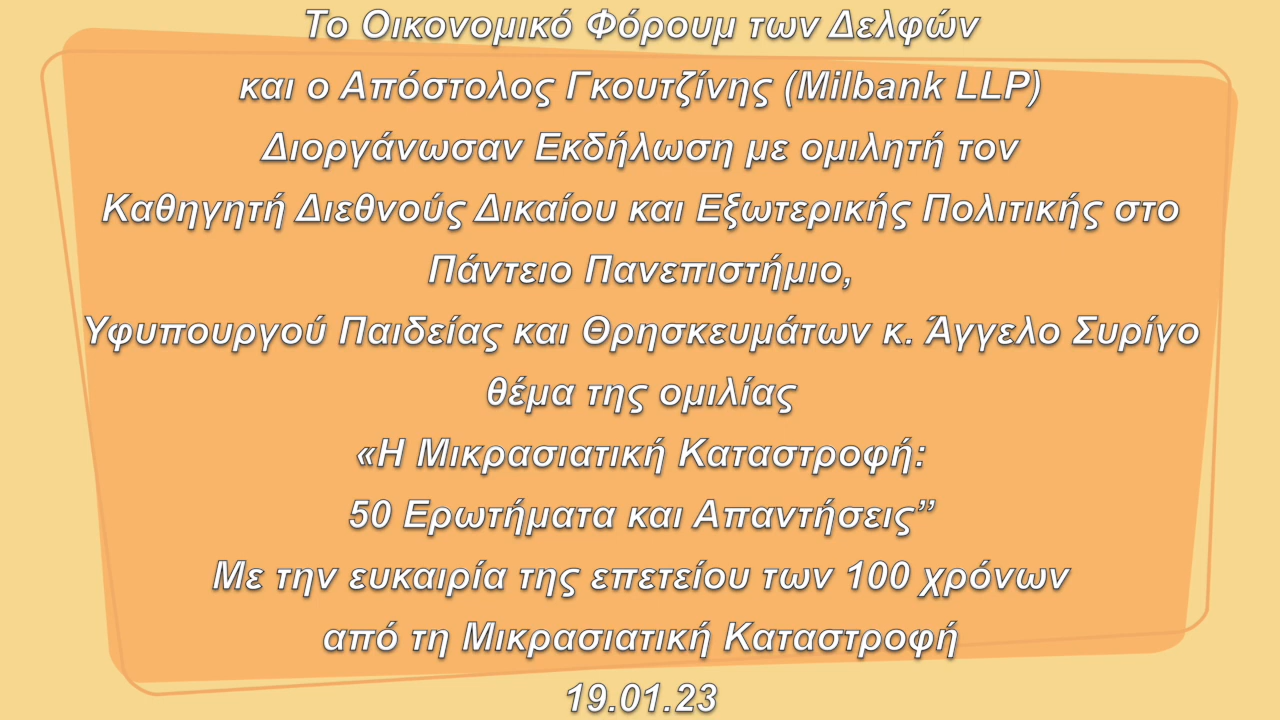 Το Οικονομικό Φόρουμ των Δελφών
και ο Απόστολος Γκουτζίνης (Milbank LLP)
Διοργάνωσαν Εκδήλωση με ομιλητή τον
Καθηγητή Διεθνούς Δικαίου και Εξωτερικής Πολιτικής στο
Πάντειο Πανεπιστήμιο,
Υφυπουργού Παιδείας και Θρησκευμάτων κ. Άγγελο Συρίγο
θέμα της ομιλίας
«Η Μικρασιατική Καταστροφή:
50 Ερωτήματα και Απαντήσεις”
Με την ευκαιρία της επετείου των 100 χρόνων
από τη Μικρασιατική Καταστροφή
19.01.23